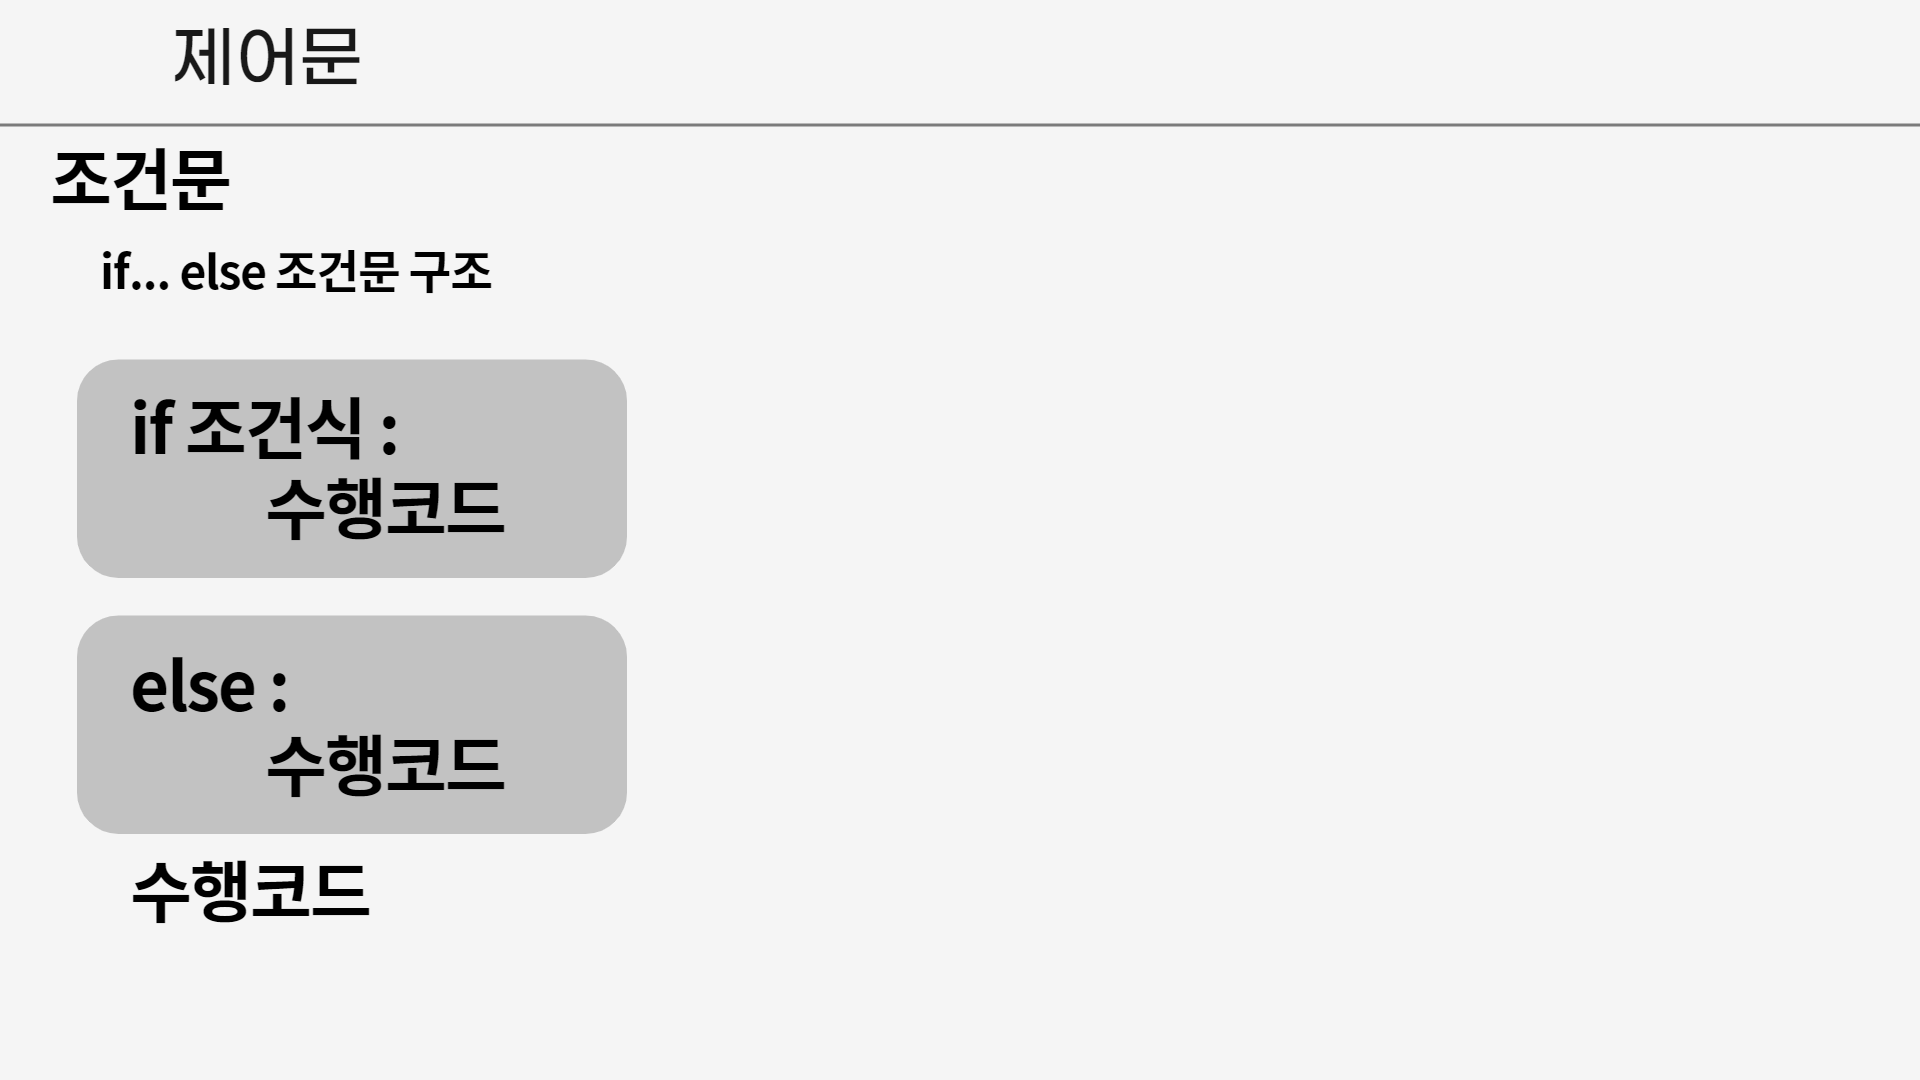 제어문
조건문
if... else 조건문 구조
if 조건식 :
수행코드
else :
수행코드
수행코드